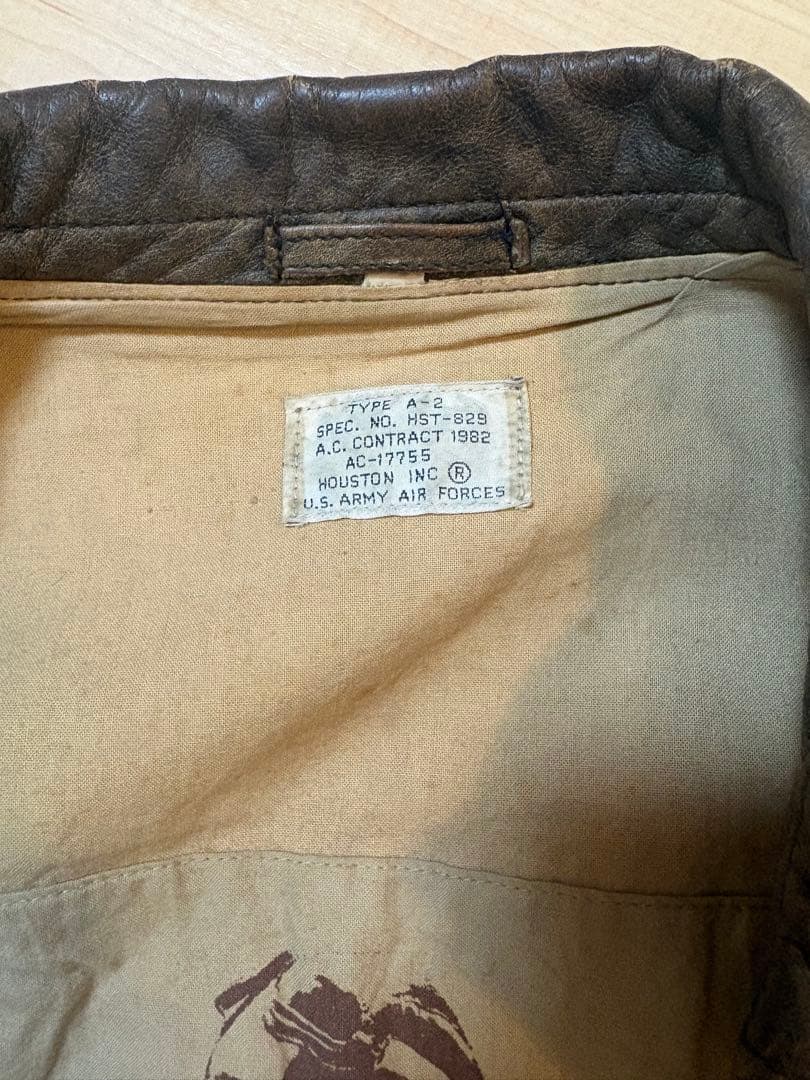 TYPE A-2
SPEC. NO. HST-829
A.C. CONTRACT 1982
AC-17755
HOUSTON INC ®
U.S. ARMY AIR FORCES